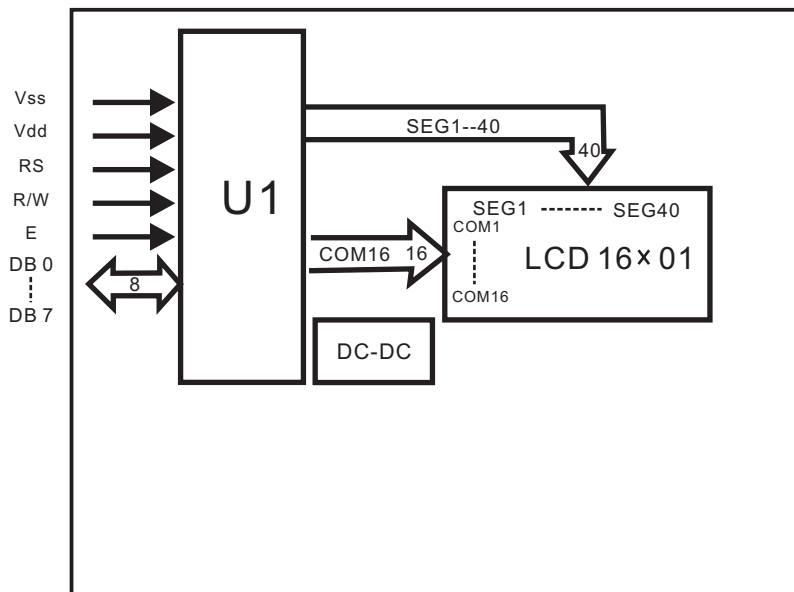 Vss
Vdd
RS
R/W
E
DB 0
DB 7
8
U1
SEG1--40
40
COM16 16
DC-DC
SEG1 SEG40
COM1
COM16
LCD 16×01